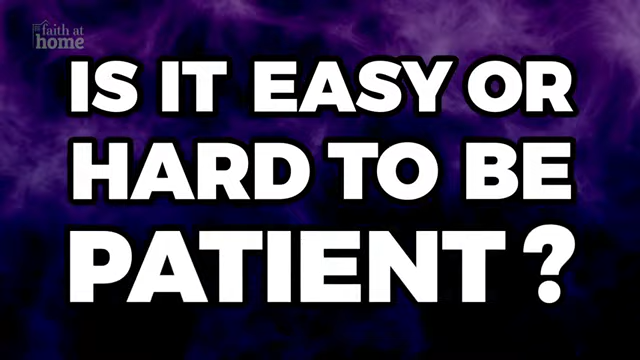 faith at
home
IS IT EASY OR
HARD TO BE
PATIENT?